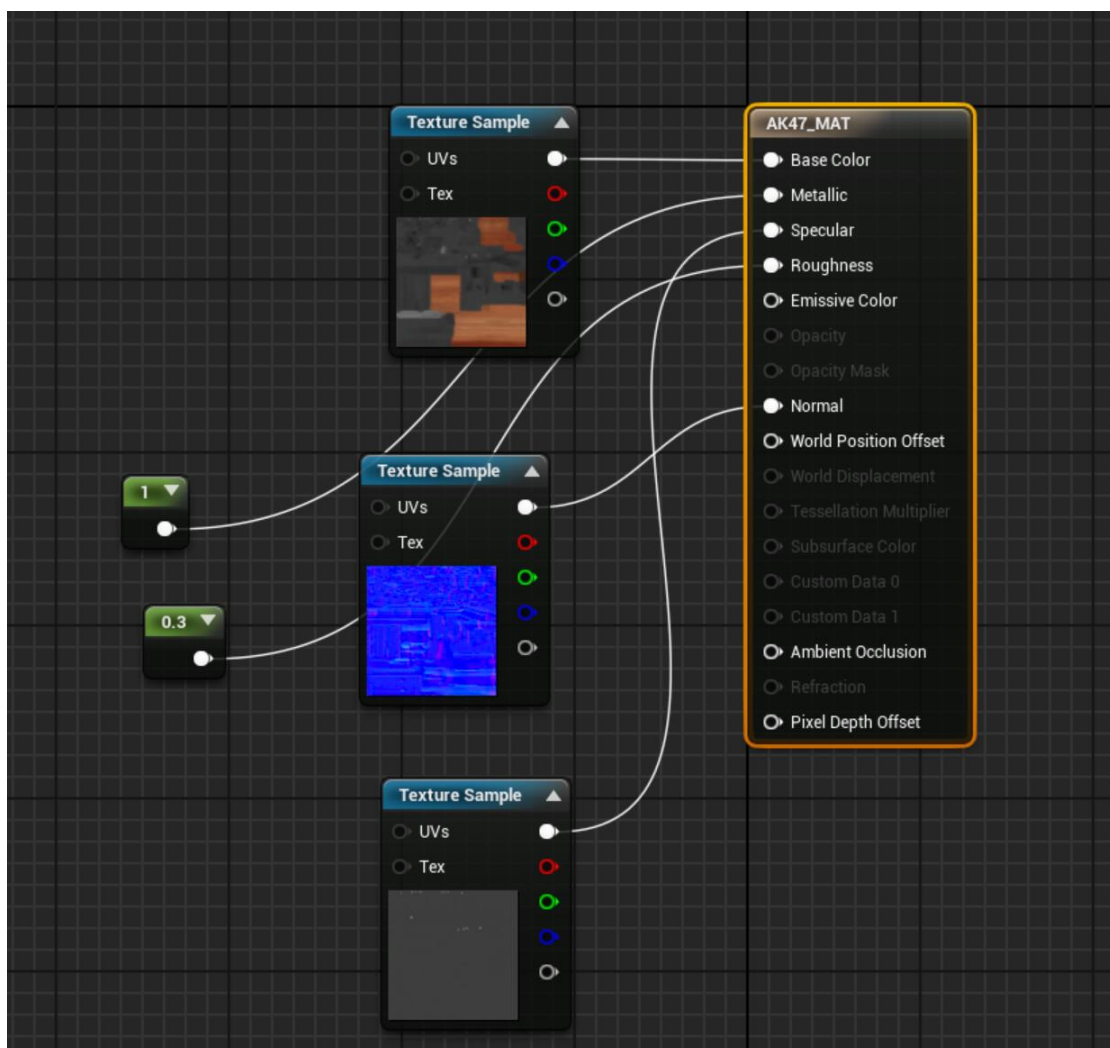 Texture Sample
UVs
Tex
AK47_MAT
Base Color
Metallic
Specular
Roughness
Emissive Color
Opacity
Opacity Mask
Normal
World Position Offset
World Displacement
Tessellation Multiplier
Subsurface Color
Custom Data 0
Custom Data 1
Ambient Occlusion
Refraction
Pixel Depth Offset
1
0.3
Texture Sample
UVs
Tex
Texture Sample
UVs
Tex